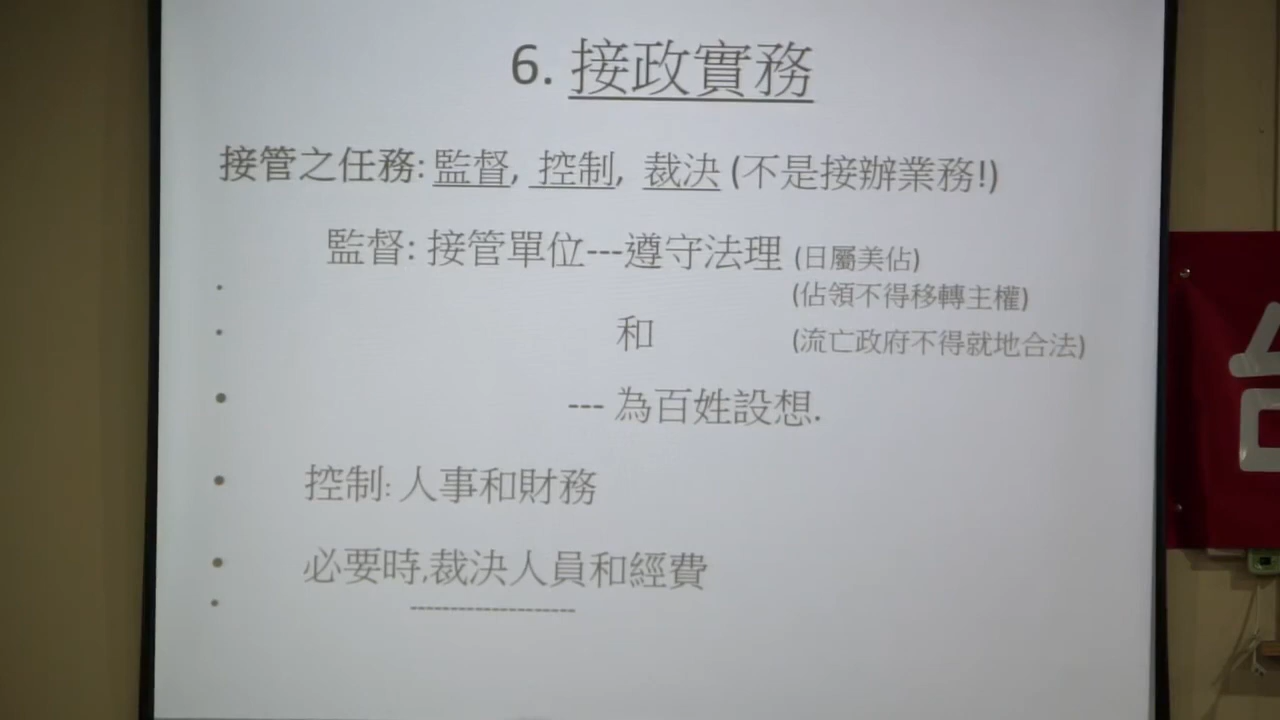 6. 接政實務
接管之任務: 監督, 控制, 裁決 (不是接辦業務!)
監督: 接管單位---遵守法理 (日屬美佔)
(佔領不得移轉主權)
和 (流亡政府不得就地合法)
--- 為百姓設想.
控制: 人事和財務
必要時,裁決人員和經費
--------------------